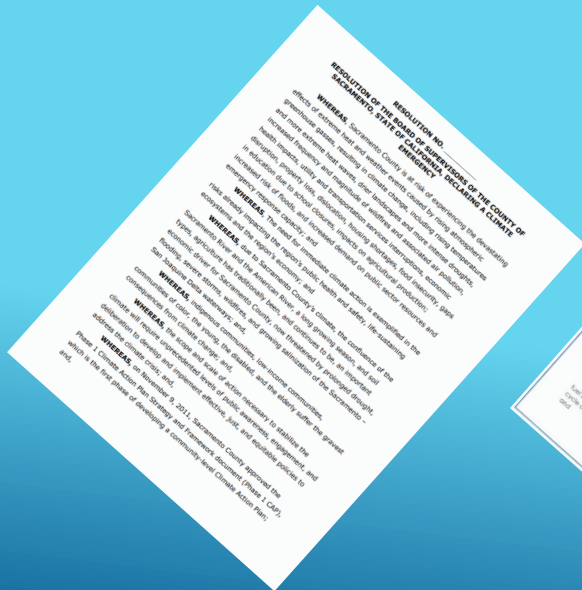 RESOLUTION NO.
RESOLUTION OF THE BOARD OF SUPERVISORS OF THE COUNTY OF
SACRAMENTO, STATE OF CALIFORNIA, DECLARING A CLIMATE
EMERGENCY
WHEREAS, Sacramento County is at risk of experiencing the devastating
effects of extreme heat and weather events caused by rising atmospheric
greenhouse gasses, resulting in climate change, including rising temperatures
and more extreme heat waves, drier landscapes and more intense droughts,
increased frequency and magnitude of wildfires and associated air pollution,
health impacts, utility and transportation services interruptions, economic
disruption, property loss, dislocation, housing shortages, food insecurity, gaps
in education due to school closures, impacts on agricultural production;
increased risk of floods, and increased demand on public sector resources and
emergency response capacity; and
WHEREAS, The need for immediate climate action is exemplified in the
risks already impacting the region's public health and safety, life-sustaining
ecosystems and the region's economy; and
WHEREAS, due to Sacramento County's climate, the confluence of the
Sacramento River and the American River, a long growing season, and soil
types, agriculture has traditionally been, and continues to be, an important
economic driver for Sacramento County, now threatened by prolonged drought,
flooding, severe storms, wildfires, and growing salinization of the Sacramento –
San Joaquine Delta waterways; and,
WHEREAS, indigenous communities, low-income communities,
communities of color, the young, the disabled, and the elderly suffer the gravest
consequences from climate change; and,
WHEREAS, the scope and scale of action necessary to stabilize the
climate will require unprecedented levels of public awareness, engagement, and
deliberation to develop and implement effective, just, and equitable policies to
address the climate crisis; and,
WHEREAS, on November 9, 2011, Sacramento County approved the
Phase 1 Climate Action Plan Strategy and Framework document (Phase 1 CAP),
which is the first phase of developing a community-level Climate Action Plan;
and,
and